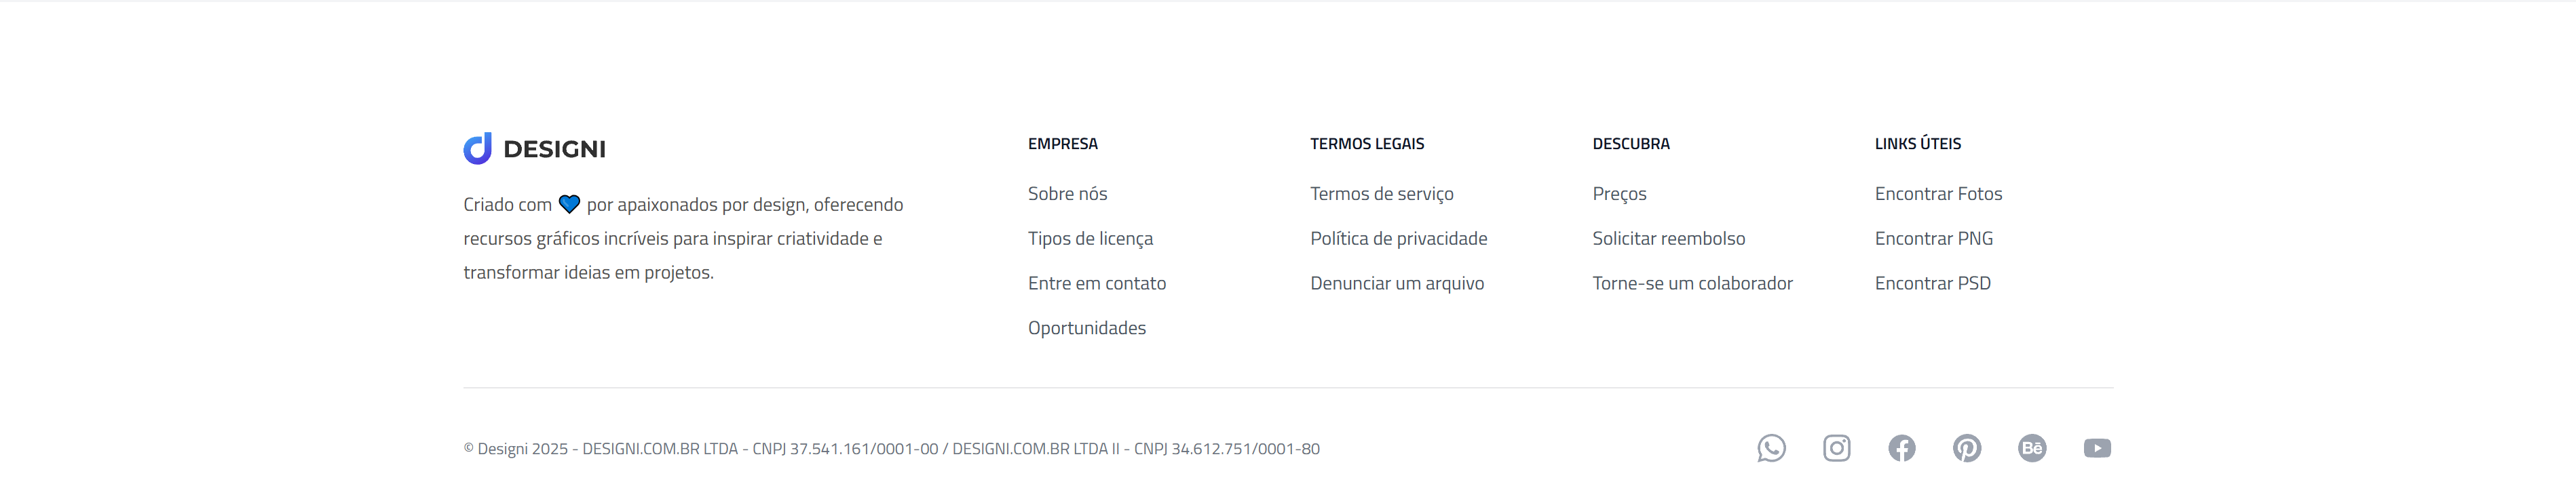 DESIGNI
Criado com 💙 por apaixonados por design, oferecendo
recursos gráficos incríveis para inspirar criatividade e
transformar ideias em projetos.
EMPRESA
Sobre nós
Tipos de licença
Entre em contato
Oportunidades
TERMOS LEGAIS
Termos de serviço
Política de privacidade
Denunciar um arquivo
DESCUBRA
Preços
Solicitar reembolso
Torne-se um colaborador
LINKS ÚTEIS
Encontrar Fotos
Encontrar PNG
Encontrar PSD
© Designi 2025 - DESIGNI.COM.BR LTDA - CNPJ 37.541.161/0001-00 / DESIGNI.COM.BR LTDA II - CNPJ 34.612.751/0001-80
Bē